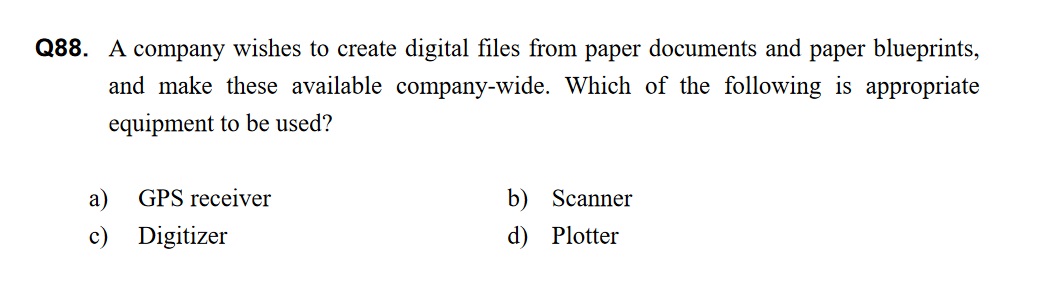 Q88. A company wishes to create digital files from paper documents and paper blueprints,
and make these available company-wide. Which of the following is appropriate
equipment to be used?
a) GPS receiver b) Scanner
c) Digitizer d) Plotter